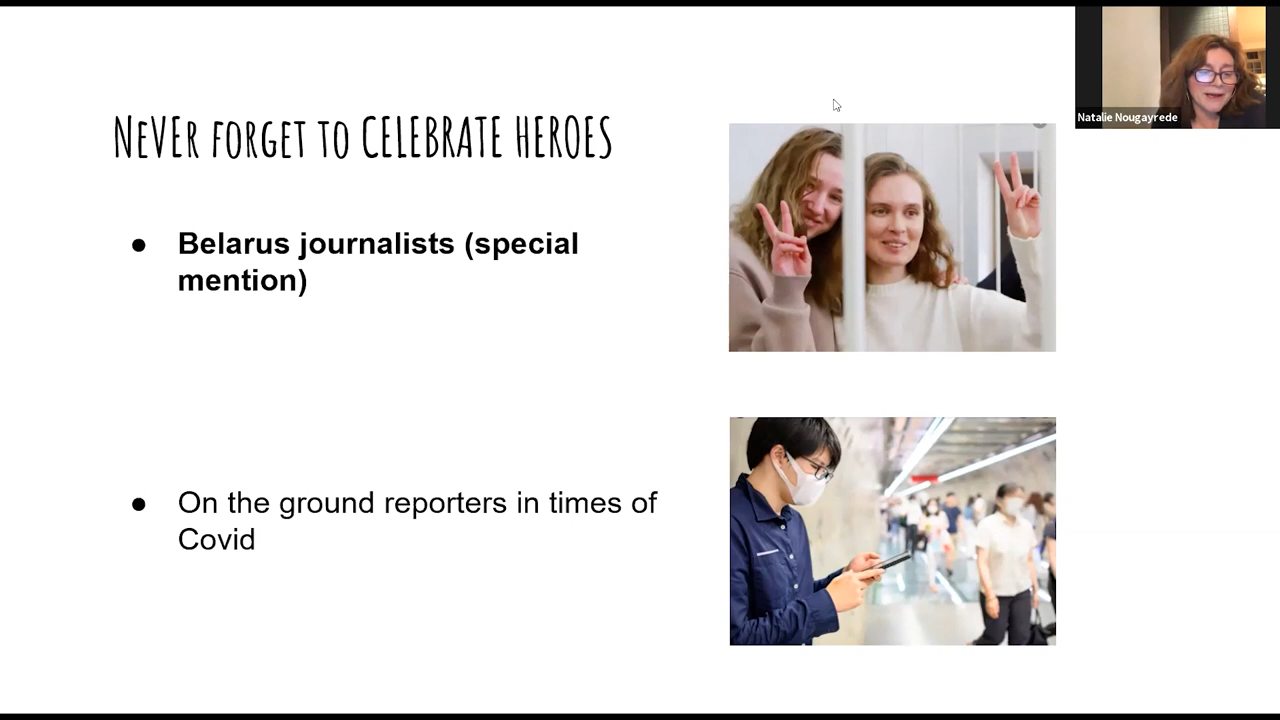 NeVEr forget to CELEBRATE HEROES
● Belarus journalists (special
mention)
● On the ground reporters in times of
Covid
Natalie Nougayrede